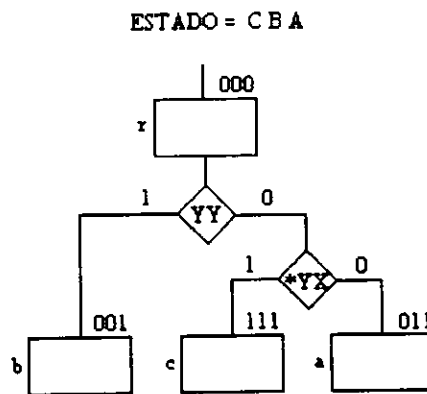 ESTADO = C B A
000
r
1 YY 0
1 *YX 0
001 111 011
b c a